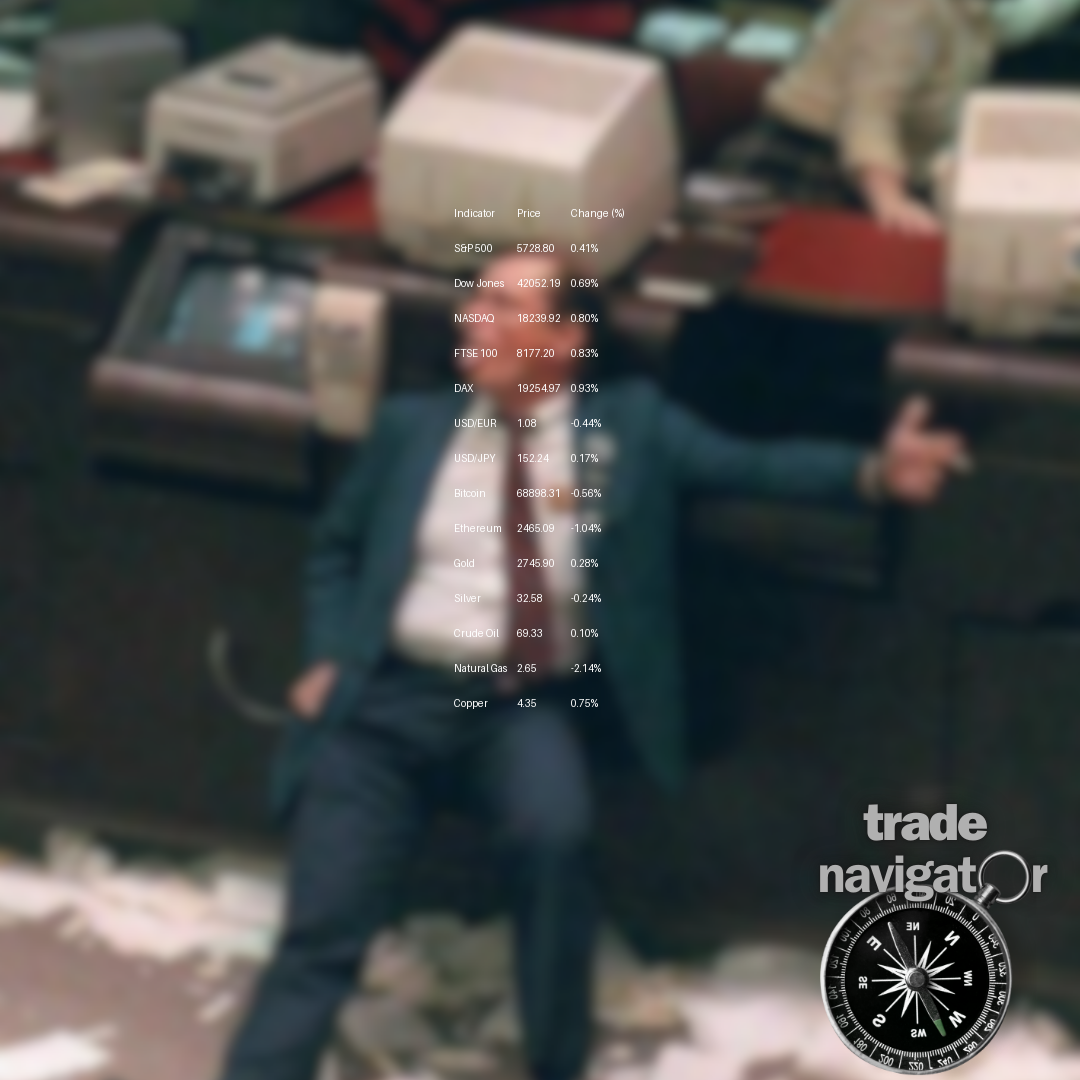 Indicator Price Change (%)
S&P 500 5728.80 0.41%
Dow Jones 42052.19 0.69%
NASDAQ 18239.92 0.80%
FTSE 100 8177.20 0.83%
DAX 19254.97 0.93%
USD/EUR 1.08 -0.44%
USD/JPY 152.24 0.17%
Bitcoin 68898.31 -0.56%
Ethereum 2465.09 -1.04%
Gold 2745.90 0.28%
Silver 32.58 -0.24%
Crude Oil 69.33 0.10%
Natural Gas 2.65 -2.14%
Copper 4.35 0.75%
trade
navigator
NE
E N
SE WN
S W
WS
200 220